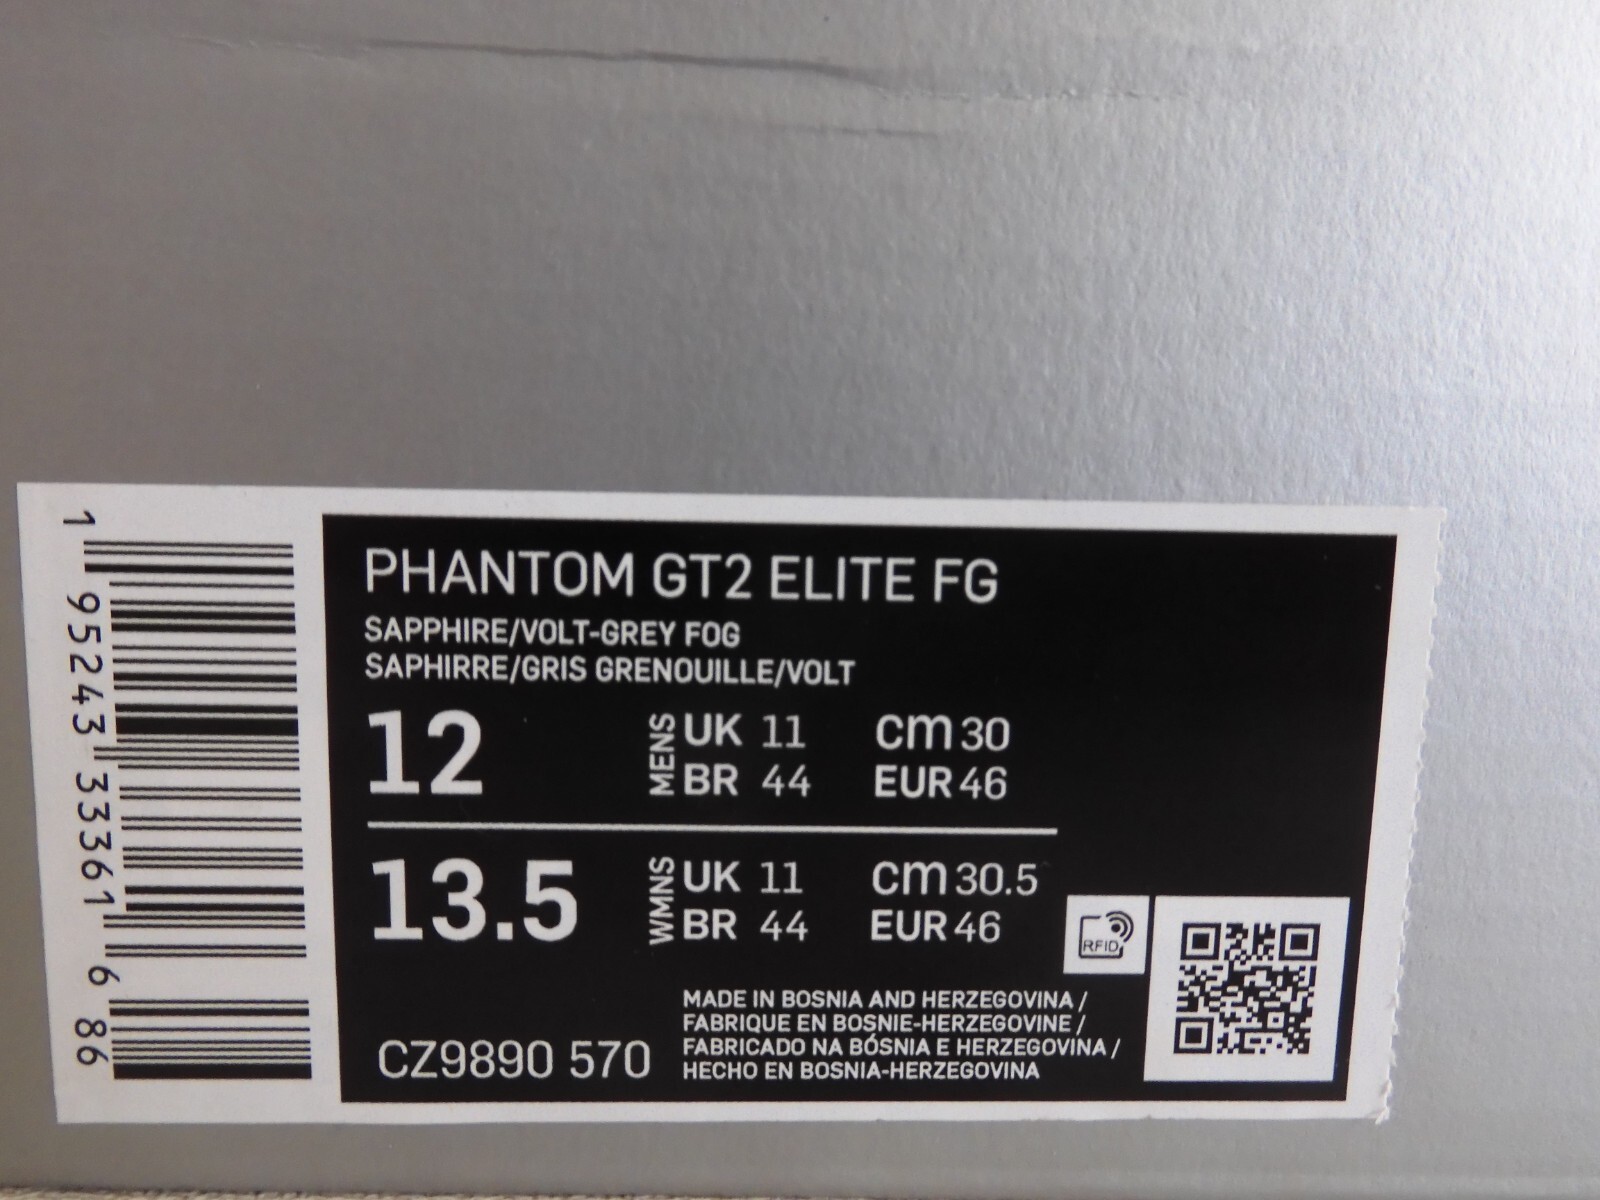 1 95243 33361 6 86
PHANTOM GT2 ELITE FG
SAPPHIRE/VOLT-GREY FOG
SAPHIRRE/GRIS GRENOUILLE/VOLT
12 MENS UK 11 cm 30
BR 44 EUR 46
13.5 WMNS UK 11 cm 30.5
BR 44 EUR 46
RFID
MADE IN BOSNIA AND HERZEGOVINA /
FABRIQUE EN BOSNIE-HERZEGOVINE /
FABRICADO NA BÓSNIA E HERZEGOVINA /
HECHO EN BOSNIA-HERZEGOVINA
CZ9890 570